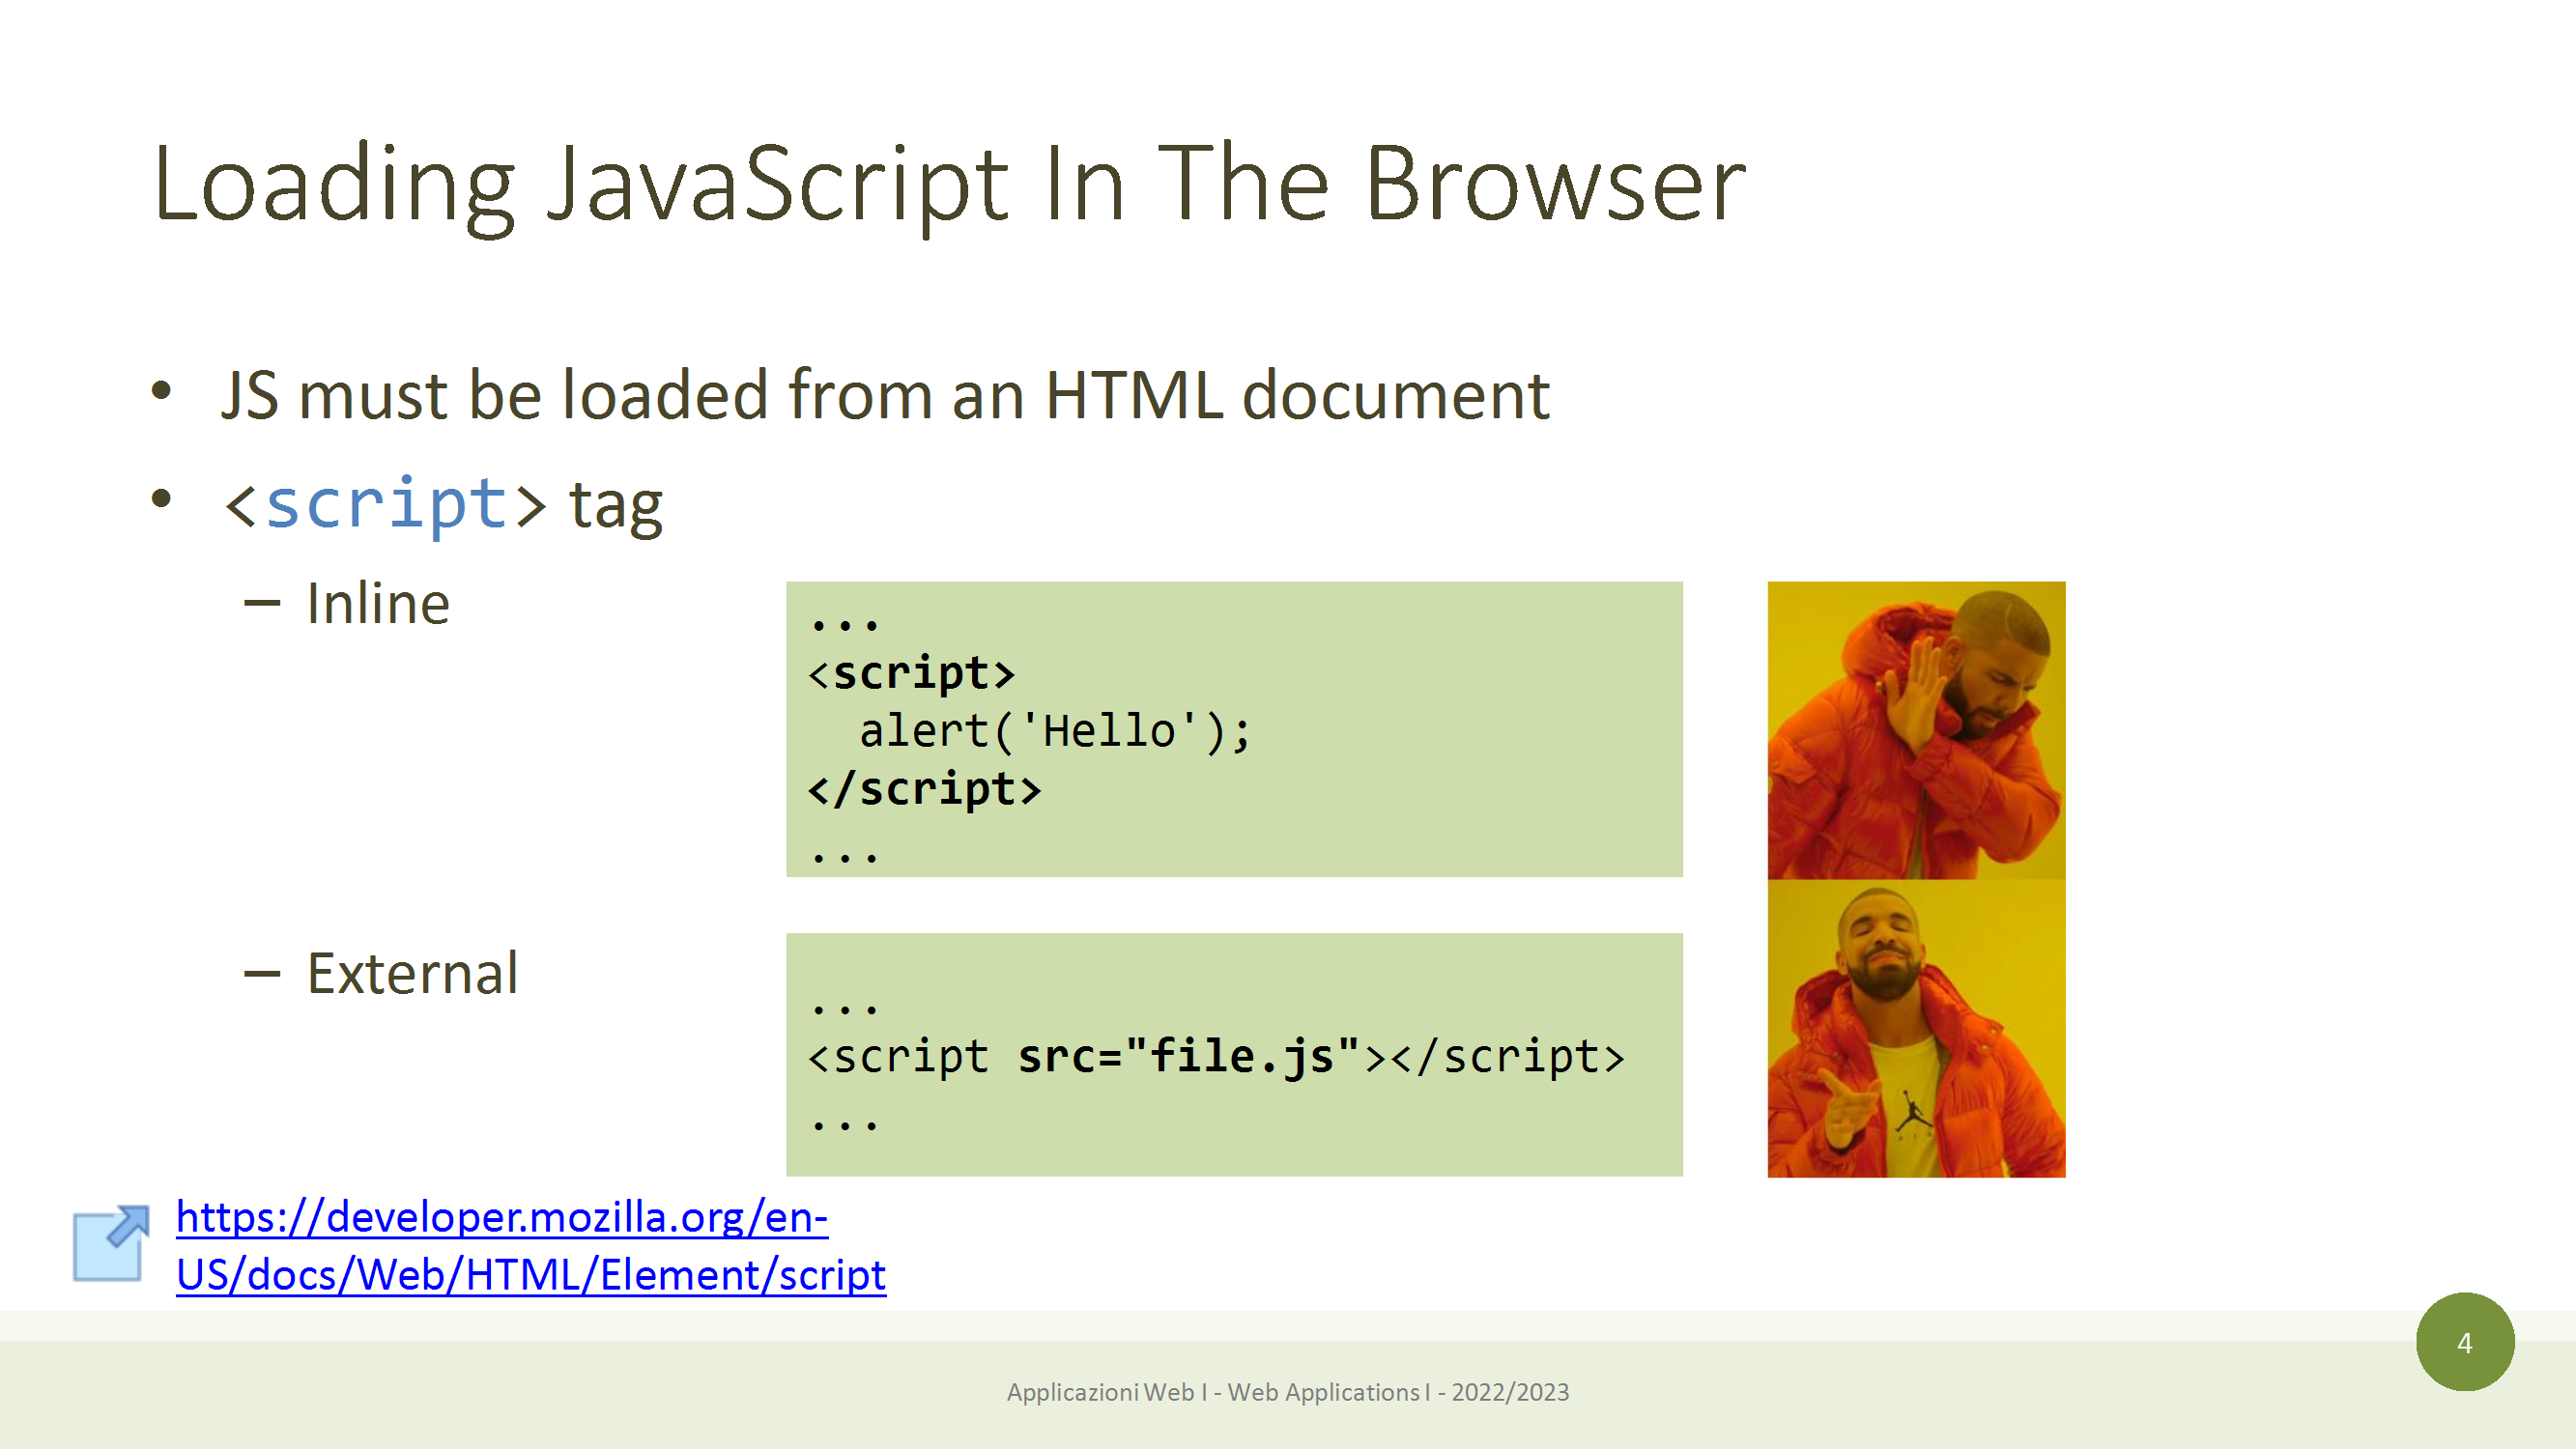 Loading JavaScript In The Browser
• JS must be loaded from an HTML document
• <script> tag
– Inline
...
<script>
  alert('Hello');
</script>
...
– External
...
<script src="file.js"></script>
...
https://developer.mozilla.org/en-
US/docs/Web/HTML/Element/script
4
Applicazioni Web I - Web Applications I - 2022/2023